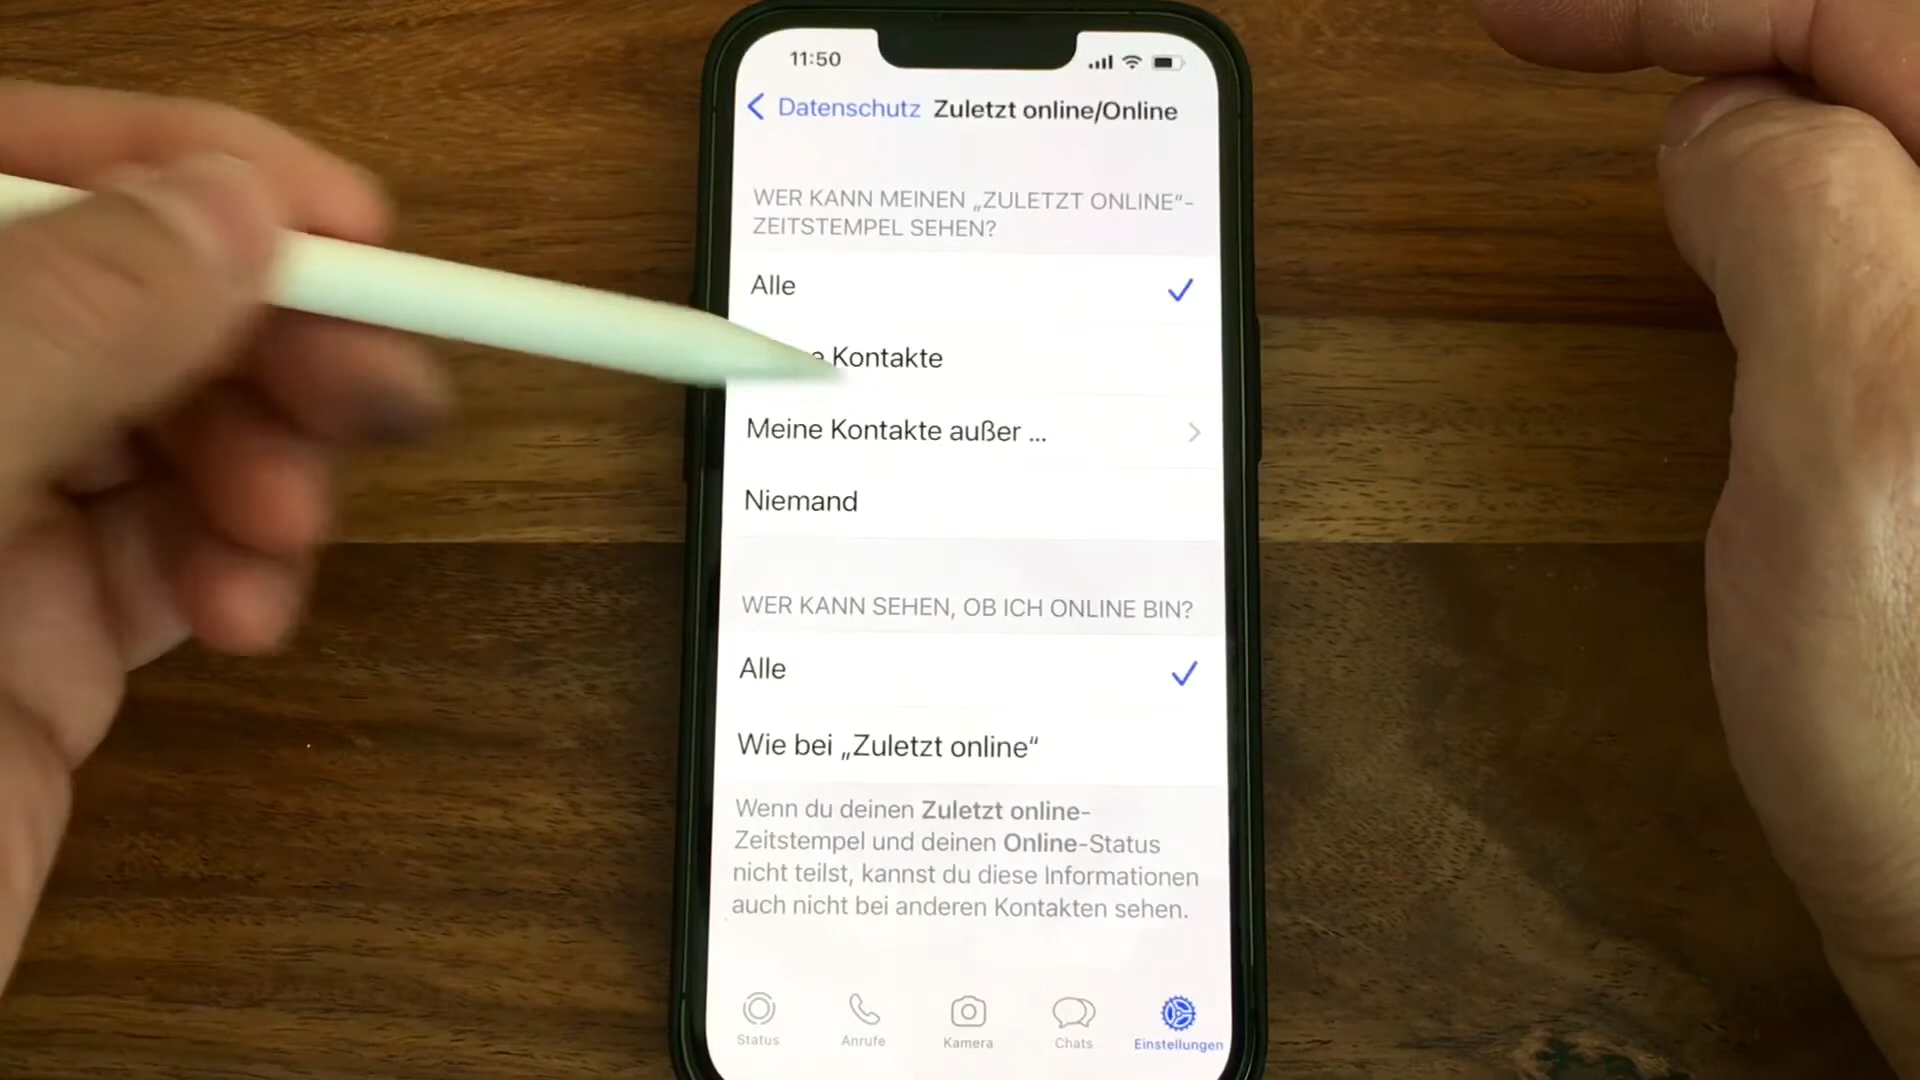 11:50
Datenschutz Zuletzt online/Online
WER KANN MEINEN „ZULETZT ONLINE“-
ZEITSTEMPEL SEHEN?
Alle
Kontakte
Meine Kontakte außer ...
Niemand
WER KANN SEHEN, OB ICH ONLINE BIN?
Alle
Wie bei „Zuletzt online“
Wenn du deinen Zuletzt online-
Zeitstempel und deinen Online-Status
nicht teilst, kannst du diese Informationen
auch nicht bei anderen Kontakten sehen.
Status Anrufe Kamera Chats Einstellungen